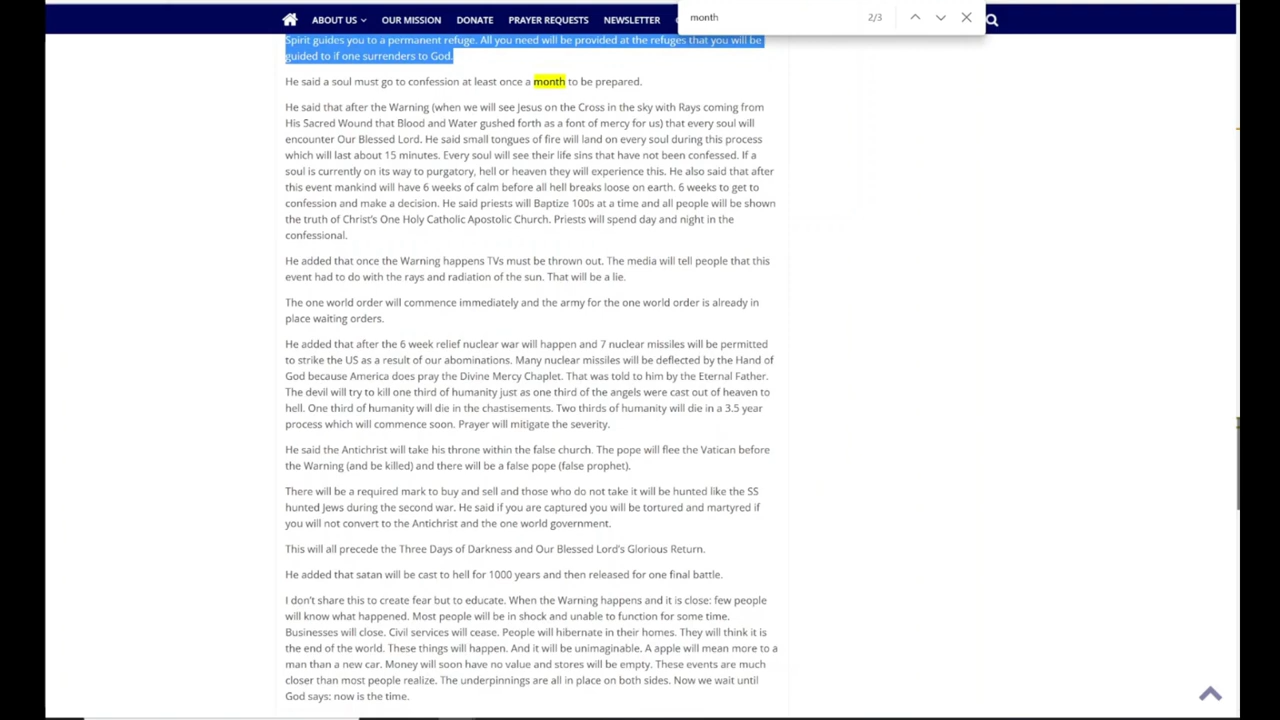 ABOUT US
OUR MISSION
DONATE
PRAYER REQUESTS
NEWSLETTER
month
2/3
Spirit guides you to a permanent refuge. All you need will be provided at the refuges that you will be
guided to if one surrenders to God.
He said a soul must go to confession at least once a month to be prepared.
He said that after the Warning (when we will see Jesus on the Cross in the sky with Rays coming from
His Sacred Wound that Blood and Water gushed forth as a font of mercy for us) that every soul will
encounter Our Blessed Lord. He said small tongues of fire will land on every soul during this process
which will last about 15 minutes. Every soul will see their life sins that have not been confessed. If a
soul is currently on its way to purgatory, hell or heaven they will experience this. He also said that after
this event mankind will have 6 weeks of calm before all hell breaks loose on earth. 6 weeks to get to
confession and make a decision. He said priests will Baptize 100s at a time and all people will be shown
the truth of Christ's One Holy Catholic Apostolic Church. Priests will spend day and night in the
confessional.
He added that once the Warning happens TVs must be thrown out. The media will tell people that this
event had to do with the rays and radiation of the sun. That will be a lie.
The one world order will commence immediately and the army for the one world order is already in
place waiting orders.
He added that after the 6 week relief nuclear war will happen and 7 nuclear missiles will be permitted
to strike the US as a result of our abominations. Many nuclear missiles will be deflected by the Hand of
God because America does pray the Divine Mercy Chaplet. That was told to him by the Eternal Father.
The devil will try to kill one third of humanity just as one third of the angels were cast out of heaven to
hell. One third of humanity will die in the chastisements. Two thirds of humanity will die in a 3.5 year
process which will commence soon. Prayer will mitigate the severity.
He said the Antichrist will take his throne within the false church. The pope will flee the Vatican before
the Warning (and be killed) and there will be a false pope (false prophet).
There will be a required mark to buy and sell and those who do not take it will be hunted like the SS
hunted Jews during the second war. He said if you are captured you will be tortured and martyred if
you will not convert to the Antichrist and the one world government.
This will all precede the Three Days of Darkness and Our Blessed Lord's Glorious Return.
He added that satan will be cast to hell for 1000 years and then released for one final battle.
I don't share this to create fear but to educate. When the Warning happens and it is close: few people
will know what happened. Most people will be in shock and unable to function for some time.
Businesses will close. Civil services will cease. People will hibernate in their homes. They will think it is
the end of the world. These things will happen. And it will be unimaginable. A apple will mean more to a
man than a new car. Money will soon have no value and stores will be empty. These events are much
closer than most people realize. The underpinnings are all in place on both sides. Now we wait until
God says: now is the time.